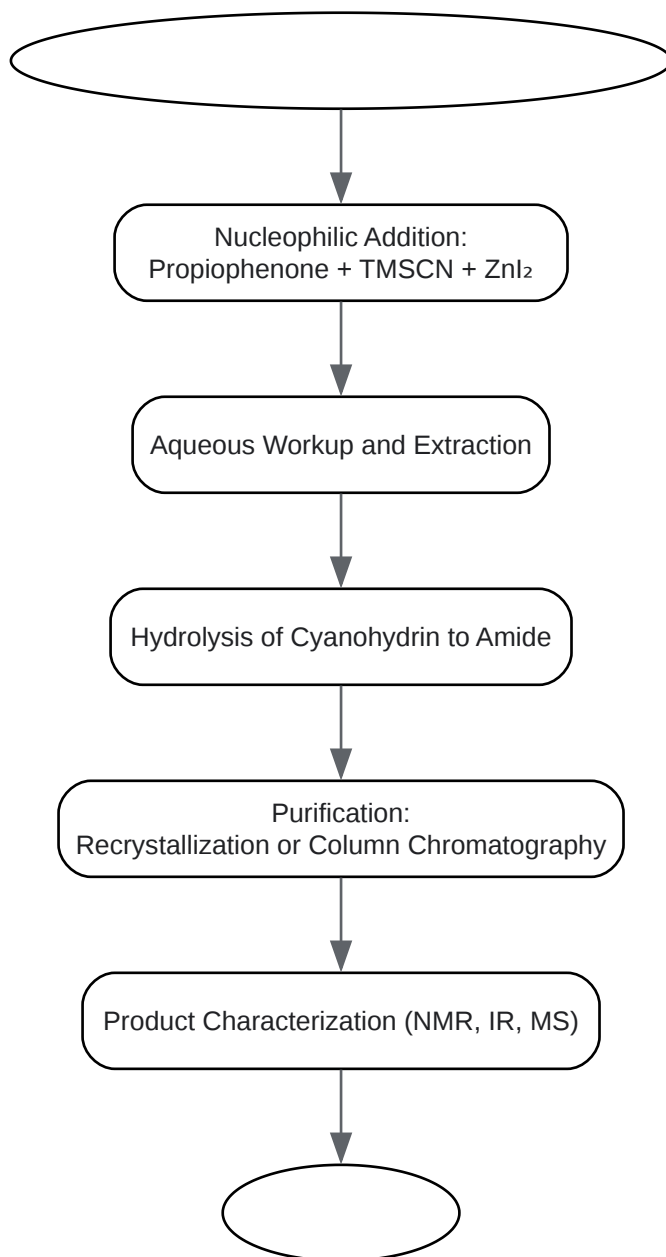 Nucleophilic Addition:
Propiophenone + TMSCN + ZnI₂
Aqueous Workup and Extraction
Hydrolysis of Cyanohydrin to Amide
Purification:
Recrystallization or Column Chromatography
Product Characterization (NMR, IR, MS)